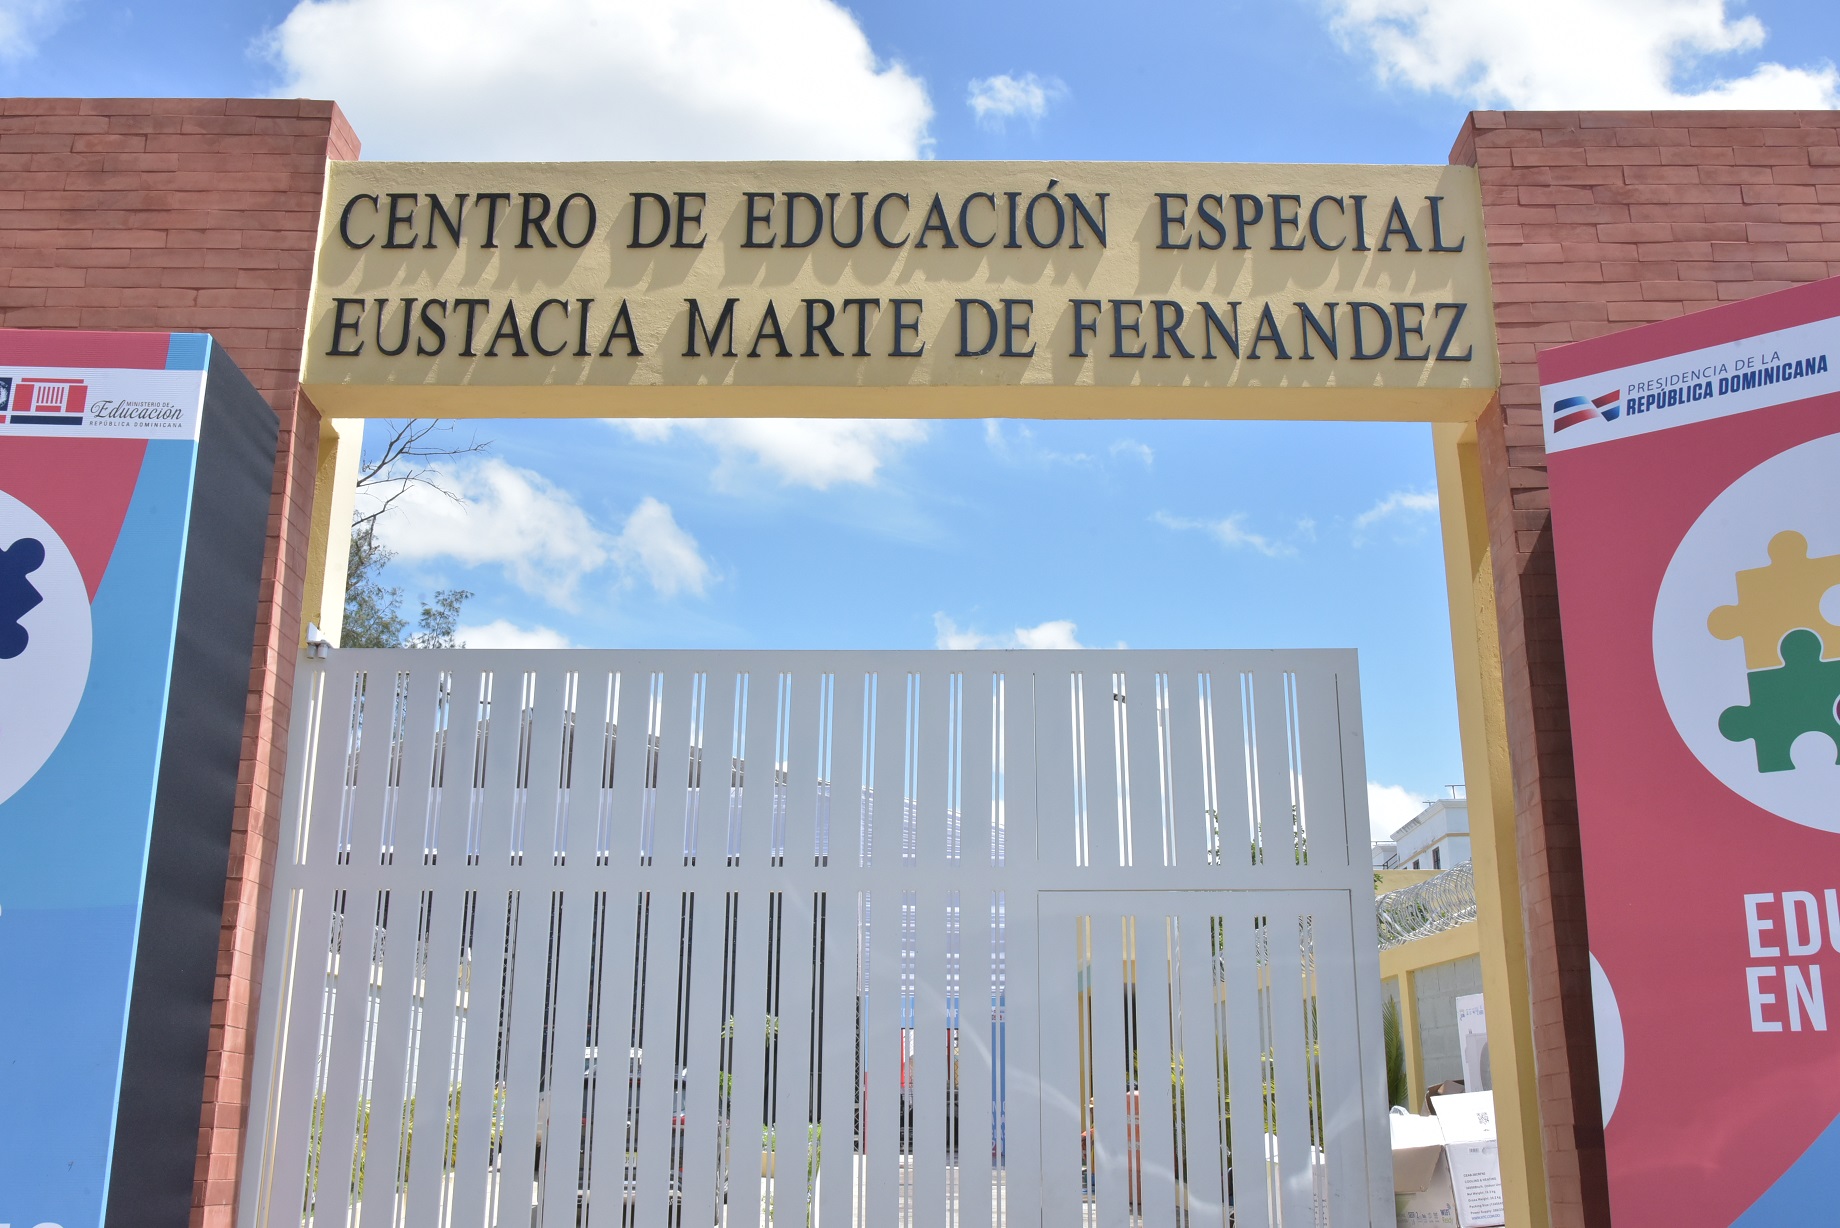 CENTRO DE EDUCACIÓN ESPECIAL
EUSTACIA MARTE DE FERNANDEZ
MINISTERIO DE
Educación
REPÚBLICA DOMINICANA
PRESIDENCIA DE LA
REPÚBLICA DOMINICANA
EN